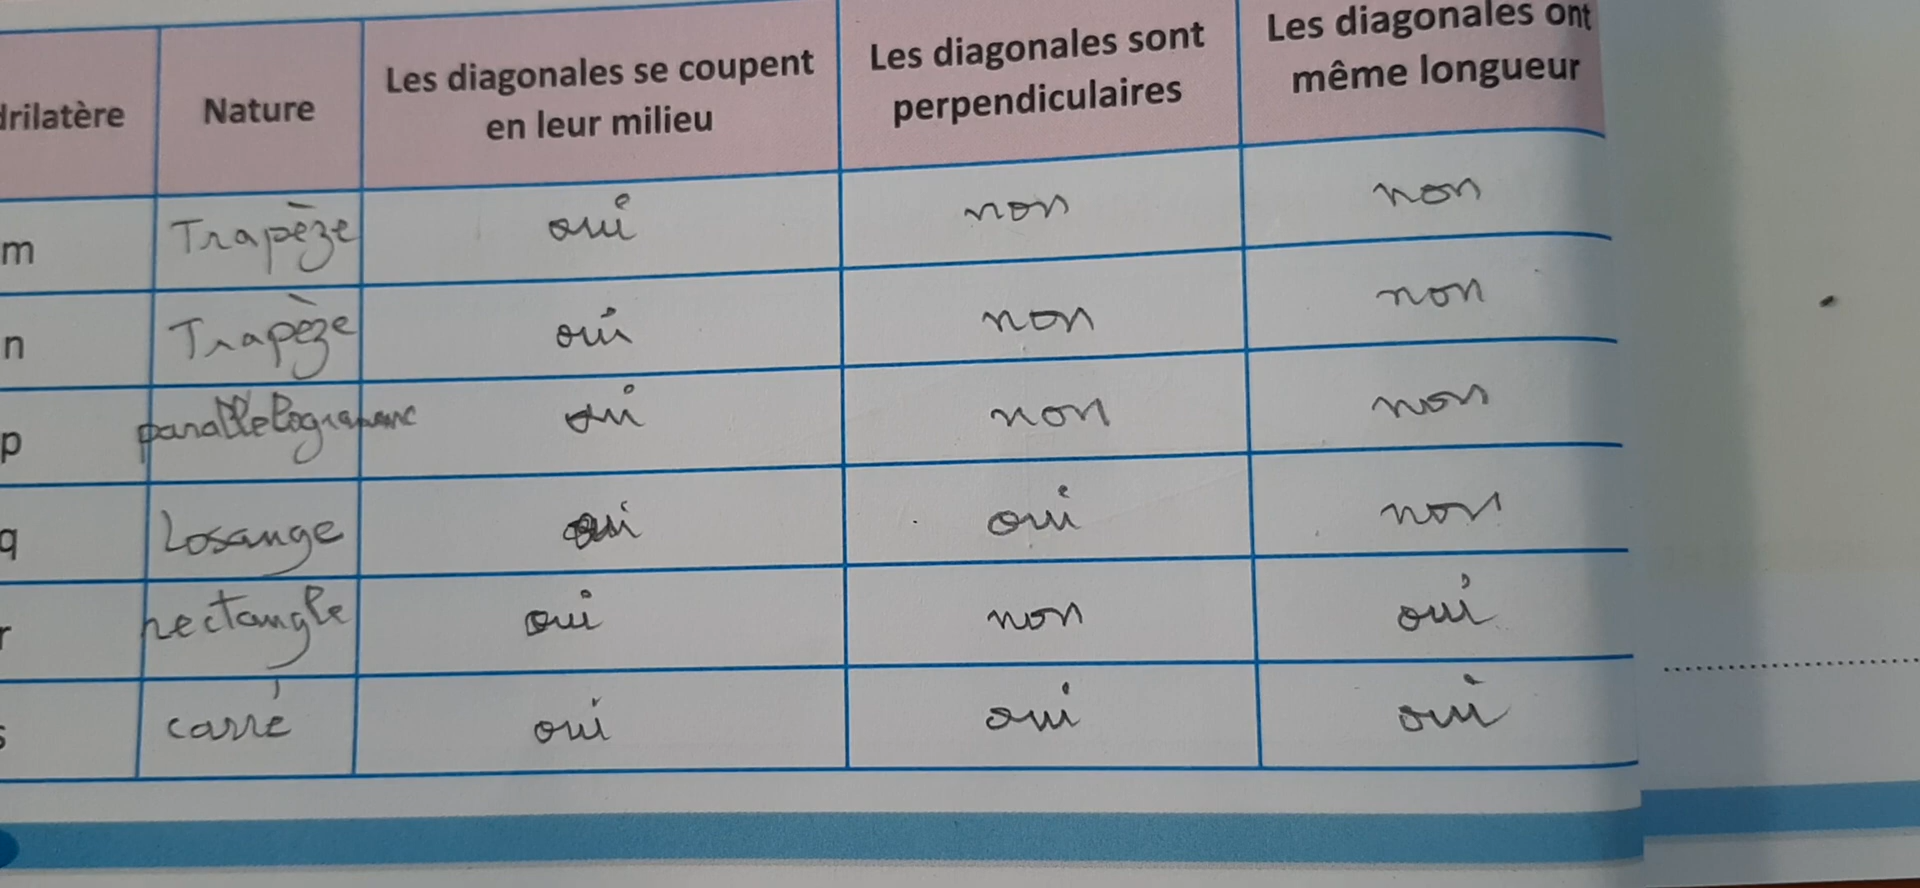 drilatère
Nature
Les diagonales se coupent
en leur milieu
Les diagonales sont
perpendiculaires
Les diagonales ont
même longueur
m Trapèze oui non non
n Trapèze oui non non
p parallelogramme oui non non
q Losange oui oui non
r rectangle oui non oui
s carré oui oui oui